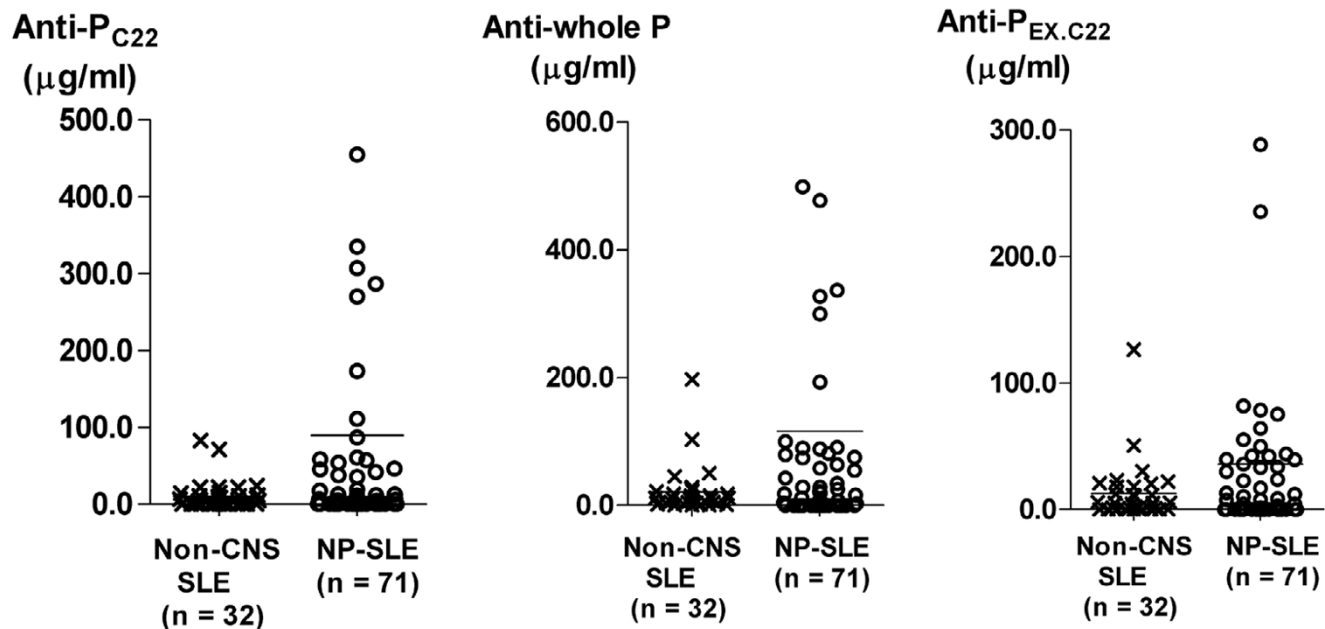 Anti-P_C22
(μg/ml)
500.0
400.0
300.0
200.0
100.0
0.0
Non-CNS
SLE
(n = 32)
NP-SLE
(n = 71)
Anti-whole P
(μg/ml)
600.0
400.0
200.0
0.0
Non-CNS
SLE
(n = 32)
NP-SLE
(n = 71)
Anti-P_EX.C22
(μg/ml)
300.0
200.0
100.0
0.0
Non-CNS
SLE
(n = 32)
NP-SLE
(n = 71)